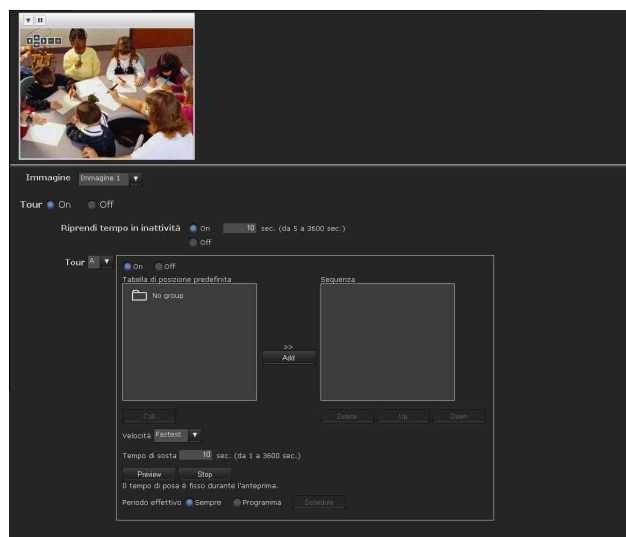 Immagine Immagine 1
Tour On Off
Riprendi tempo in inattività On 10 sec. (da 5 a 3600 sec.)
Off
Tour A On Off
Tabella di posizione predefinita Sequenza
No group
>>
Add
Call Delete Up Down
Velocità Fastest
Tempo di sosta 10 sec. (da 1 a 3600 sec.)
Preview Stop
Il tempo di posa è fisso durante l'anteprima.
Periodo effettivo Sempre Programma Schedule